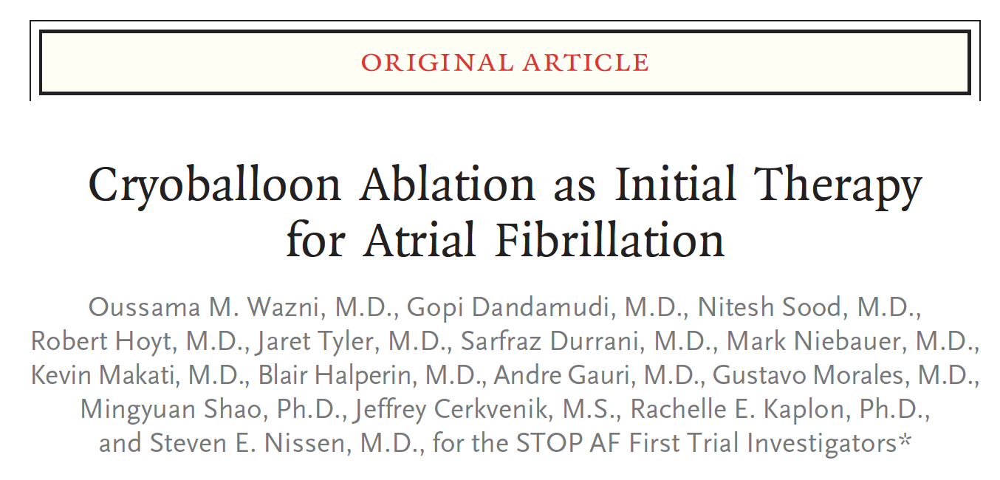 ORIGINAL ARTICLE
Cryoballoon Ablation as Initial Therapy
for Atrial Fibrillation
Oussama M. Wazni, M.D., Gopi Dandamudi, M.D., Nitesh Sood, M.D.,
Robert Hoyt, M.D., Jaret Tyler, M.D., Sarfraz Durrani, M.D., Mark Niebauer, M.D.,
Kevin Makati, M.D., Blair Halperin, M.D., Andre Gauri, M.D., Gustavo Morales, M.D.,
Mingyuan Shao, Ph.D., Jeffrey Cerkvenik, M.S., Rachelle E. Kaplon, Ph.D.,
and Steven E. Nissen, M.D., for the STOP AF First Trial Investigators*